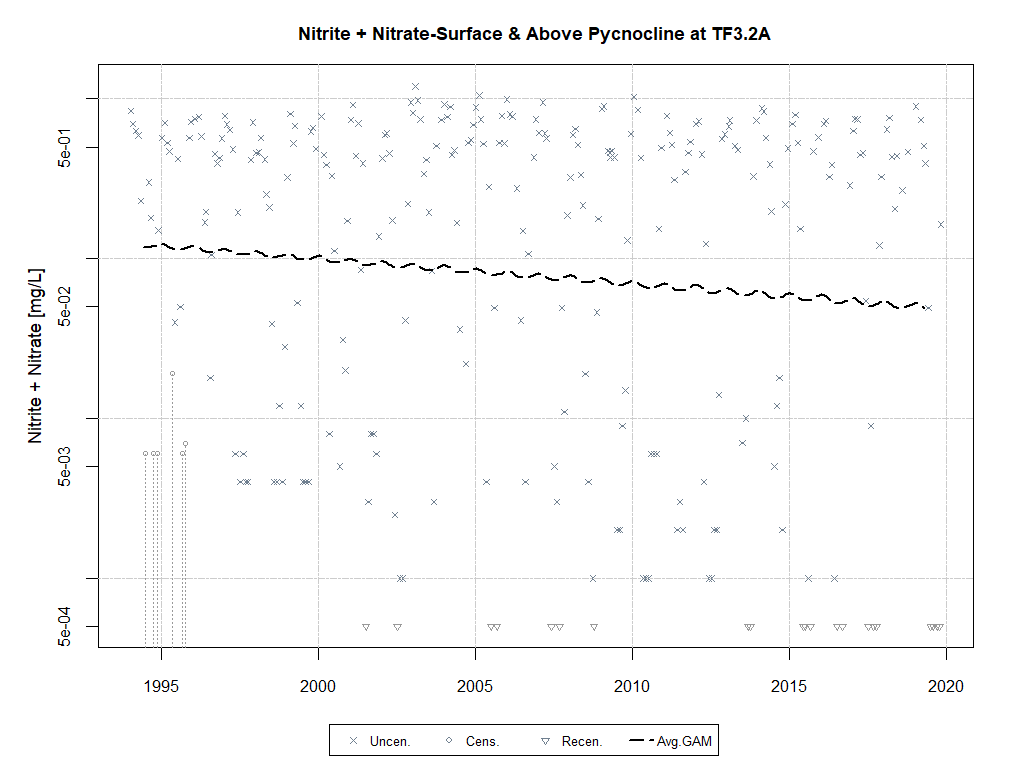 Nitrite + Nitrate-Surface & Above Pycnocline at TF3.2A
Nitrite + Nitrate [mg/L]
5e-01
5e-02
5e-03
5e-04
1995 2000 2005 2010 2015 2020
Uncen. Cens. Recen. Avg.GAM